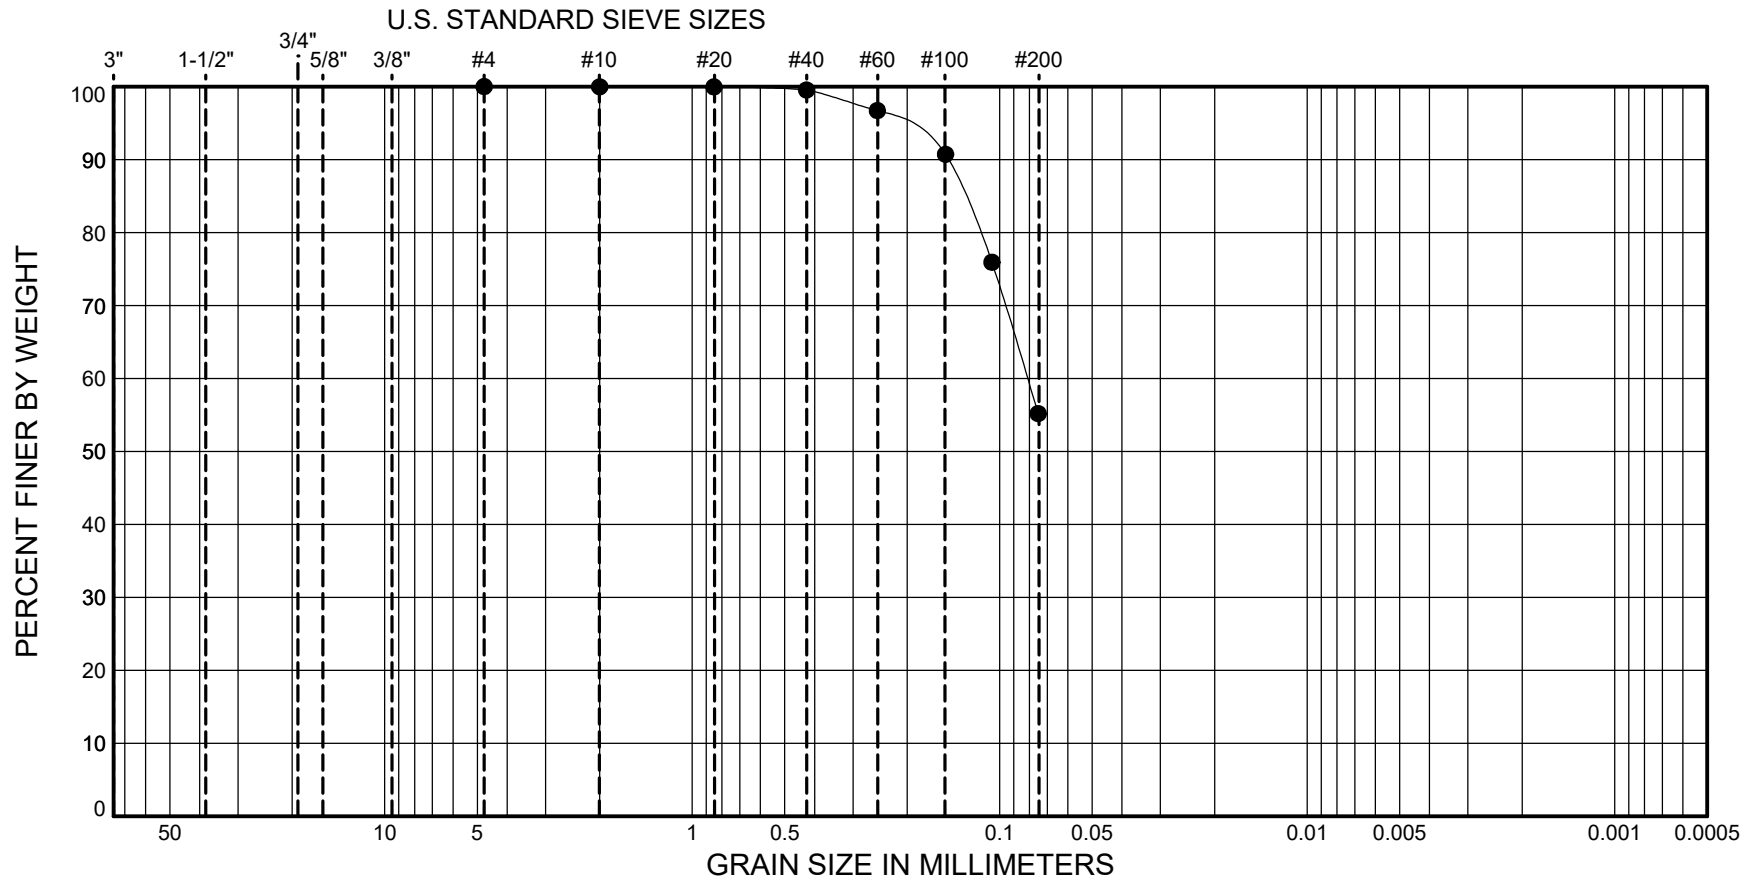 U.S. STANDARD SIEVE SIZES
3" 1-1/2" 3/4" 5/8" 3/8" #4 #10 #20 #40 #60 #100 #200
100
90
80
70
60
50
40
30
20
10
0
PERCENT FINER BY WEIGHT
50 10 5 1 0.5 0.1 0.05 0.01 0.005 0.001 0.0005
GRAIN SIZE IN MILLIMETERS